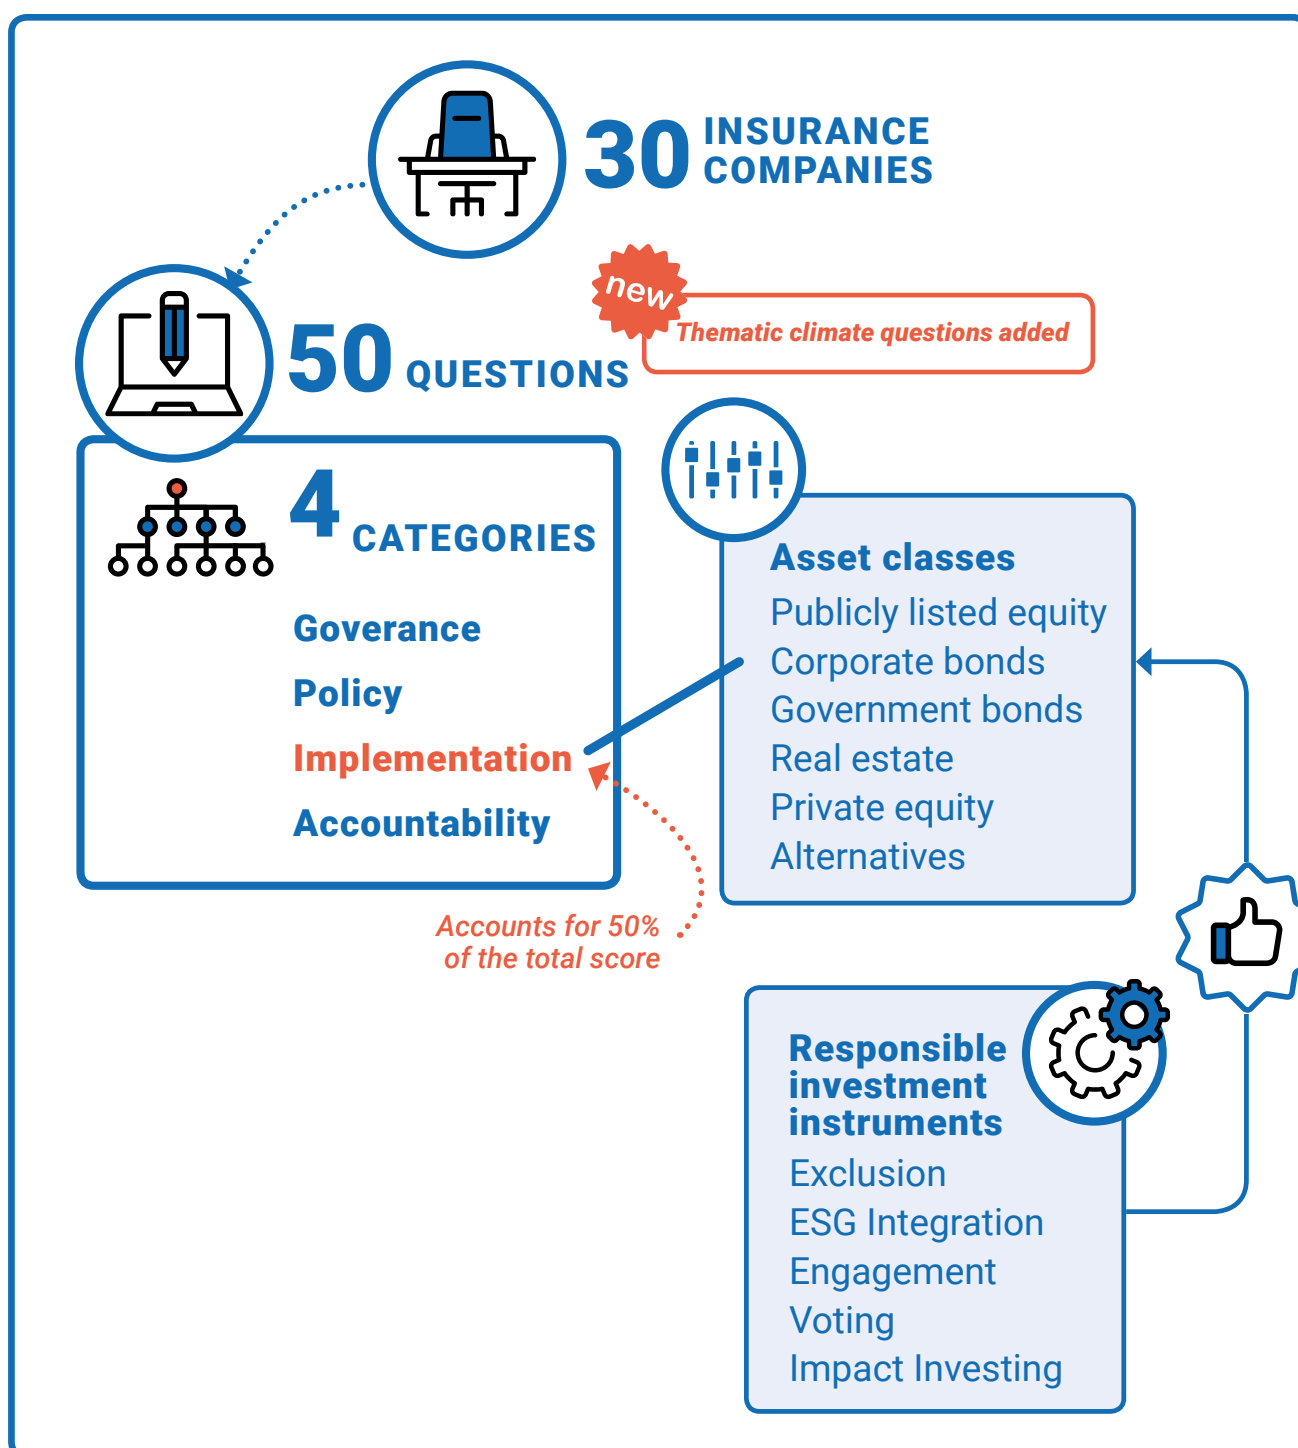 30 INSURANCE
COMPANIES
new
Thematic climate questions added
50 QUESTIONS
4 CATEGORIES
Goverance
Policy
Implementation
Accountability
Accounts for 50%
of the total score
Asset classes
Publicly listed equity
Corporate bonds
Government bonds
Real estate
Private equity
Alternatives
Responsible
investment
instruments
Exclusion
ESG Integration
Engagement
Voting
Impact Investing